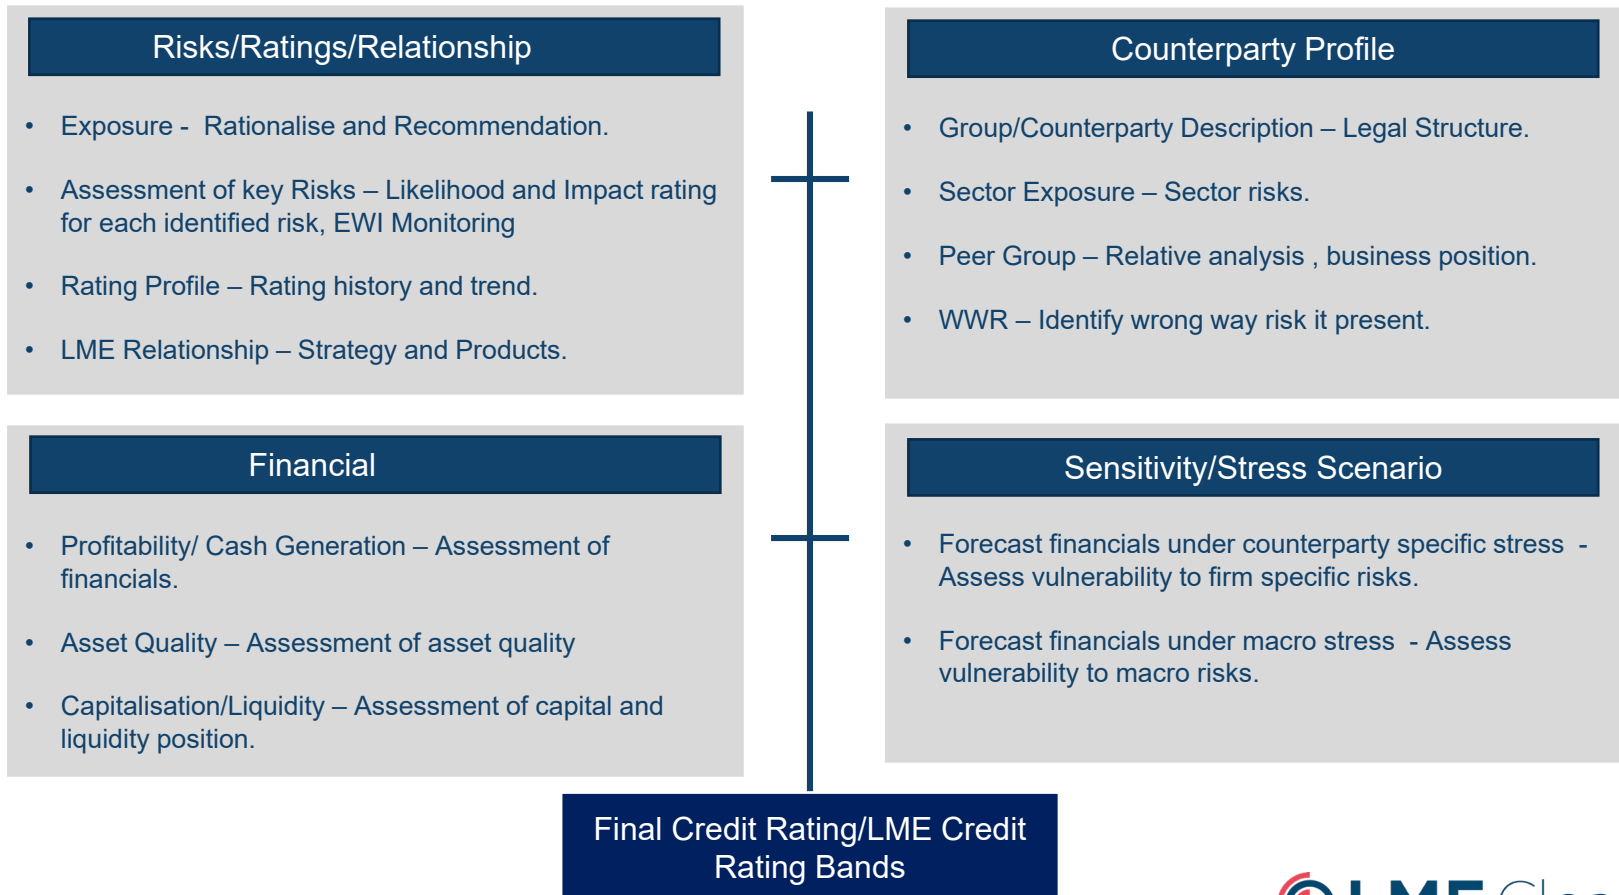 Risks/Ratings/Relationship
• Exposure - Rationalise and Recommendation.
• Assessment of key Risks – Likelihood and Impact rating
for each identified risk, EWI Monitoring
• Rating Profile – Rating history and trend.
• LME Relationship – Strategy and Products.
Counterparty Profile
• Group/Counterparty Description – Legal Structure.
• Sector Exposure – Sector risks.
• Peer Group – Relative analysis , business position.
• WWR – Identify wrong way risk it present.
Financial
• Profitability/ Cash Generation – Assessment of
financials.
• Asset Quality – Assessment of asset quality
• Capitalisation/Liquidity – Assessment of capital and
liquidity position.
Sensitivity/Stress Scenario
• Forecast financials under counterparty specific stress -
Assess vulnerability to firm specific risks.
• Forecast financials under macro stress - Assess
vulnerability to macro risks.
Final Credit Rating/LME Credit
Rating Bands
LME